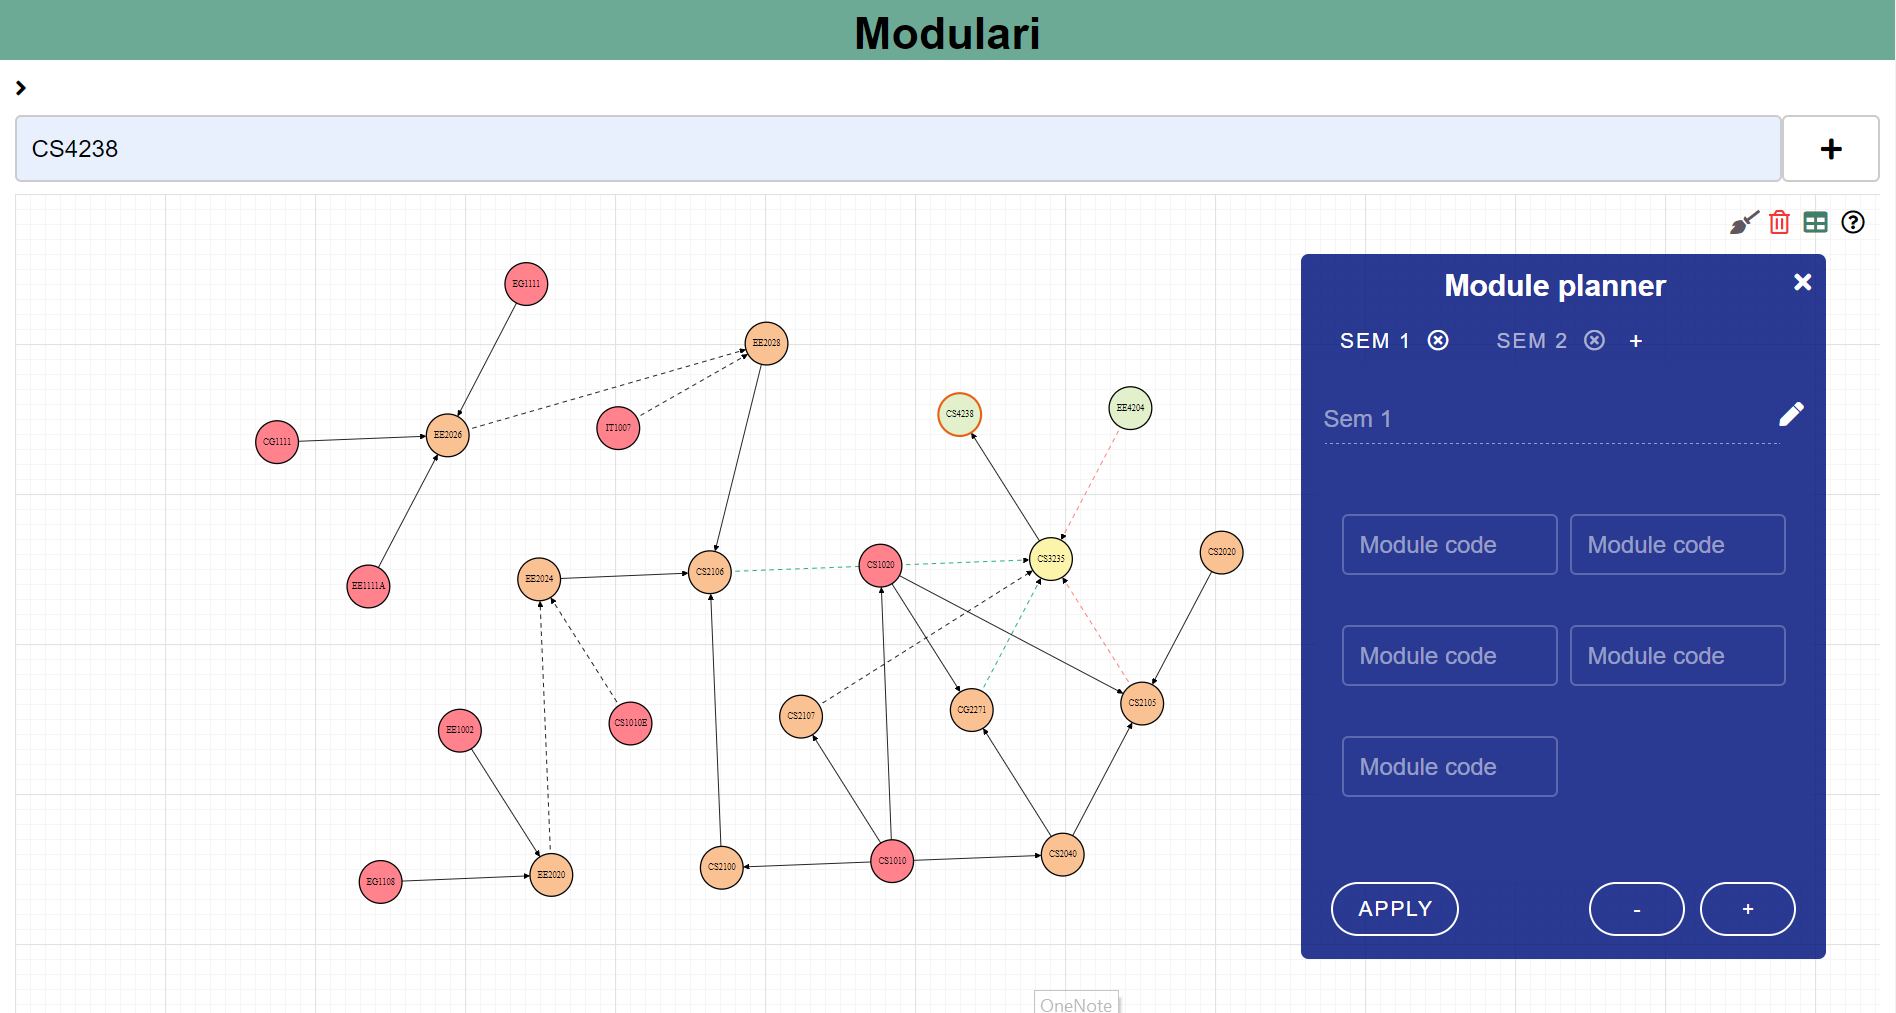 Modulari
CS4238
+
Module planner
SEM 1
SEM 2
+
Sem 1
Module code
Module code
Module code
Module code
Module code
APPLY
-
+
EG1111
EE2028
CS4238
EE4204
CG1111
EE2026
IT1007
EE1111A
EE2024
CS2106
CS1020
CS3235
CS2020
EE1002
CS1010E
CS2107
CG2271
CS2105
EG1108
EE2020
CS2100
CS1010
CS2040
OneNote